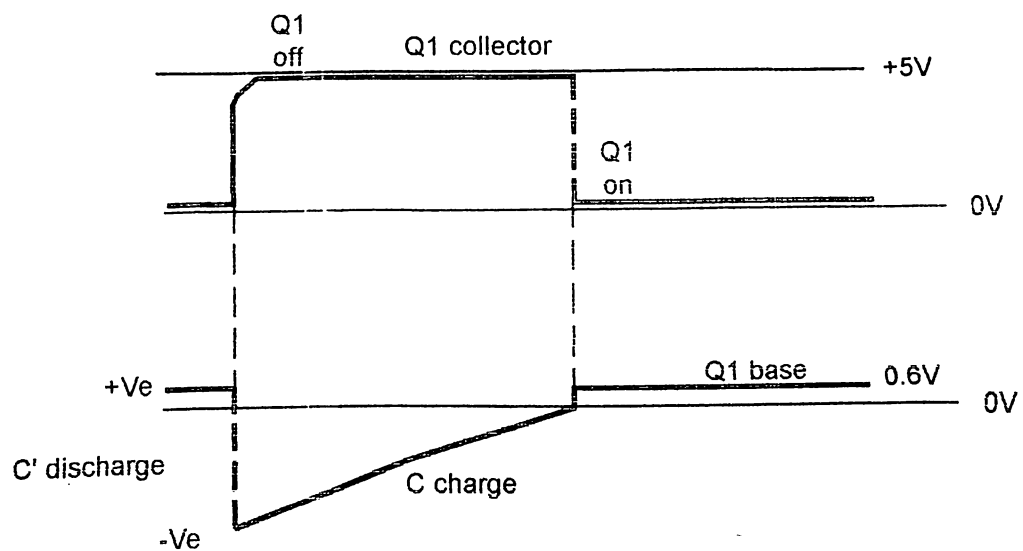 Q1
off
Q1 collector
+5V
Q1
on
0V
+Ve
Q1 base
0.6V
0V
C' discharge
C charge
-Ve